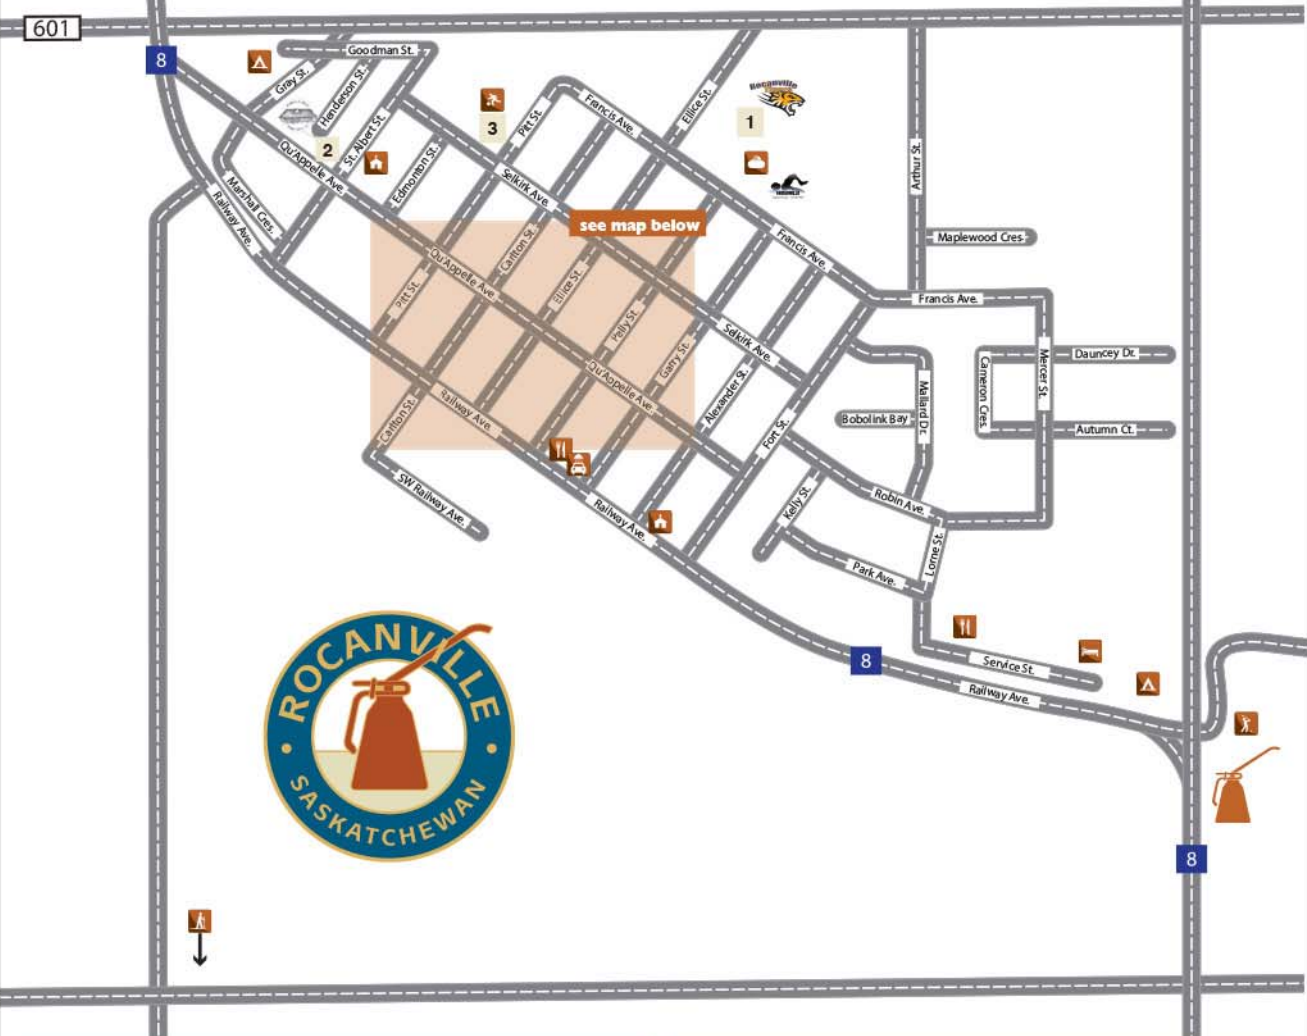 601
8
Goodman St.
Gray St.
Henderson St.
St. Albert St.
2
3
Pitt St.
Francis Ave.
Ellice St.
Rocanville
1
Arthur St.
Qu'Appelle Ave.
Edmonton St.
Selkirk Ave.
Marshall Cres.
Railway Ave.
see map below
Maplewood Cres.
Carlton St.
Qu'Appelle Ave.
Francis Ave.
Pitt St.
Ellice St.
Francis Ave.
Pelly St.
Selkirk Ave.
Garry St.
Mercer St.
Dauncey Dr.
Cameron Cres.
Qu'Appelle Ave.
Alexander St.
Mallard Dr.
Bobolink Bay
Railway Ave.
Carlton St.
Fort St.
Autumn Ct.
SW Railway Ave.
Kelly St.
Robin Ave.
Railway Ave.
Lorne St.
Park Ave.
8
Service St.
Railway Ave.
ROCANVILLE
SASKATCHEWAN
8